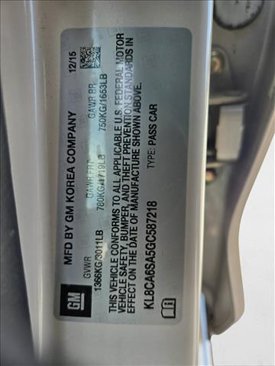 MFD BY GM KOREA COMPANY
12/15
GVWR GAWR FRT GAWR RR
1366KG/3011LB 780KG/1719LB 750KG/1653LB
THIS VEHICLE CONFORMS TO ALL APPLICABLE U.S. FEDERAL MOTOR
VEHICLE SAFETY, BUMPER, AND THEFT PREVENTION STANDARDS IN
EFFECT ON THE DATE OF MANUFACTURE SHOWN ABOVE.
KL8CA6SA5GC587218 TYPE: PASS CAR
GM